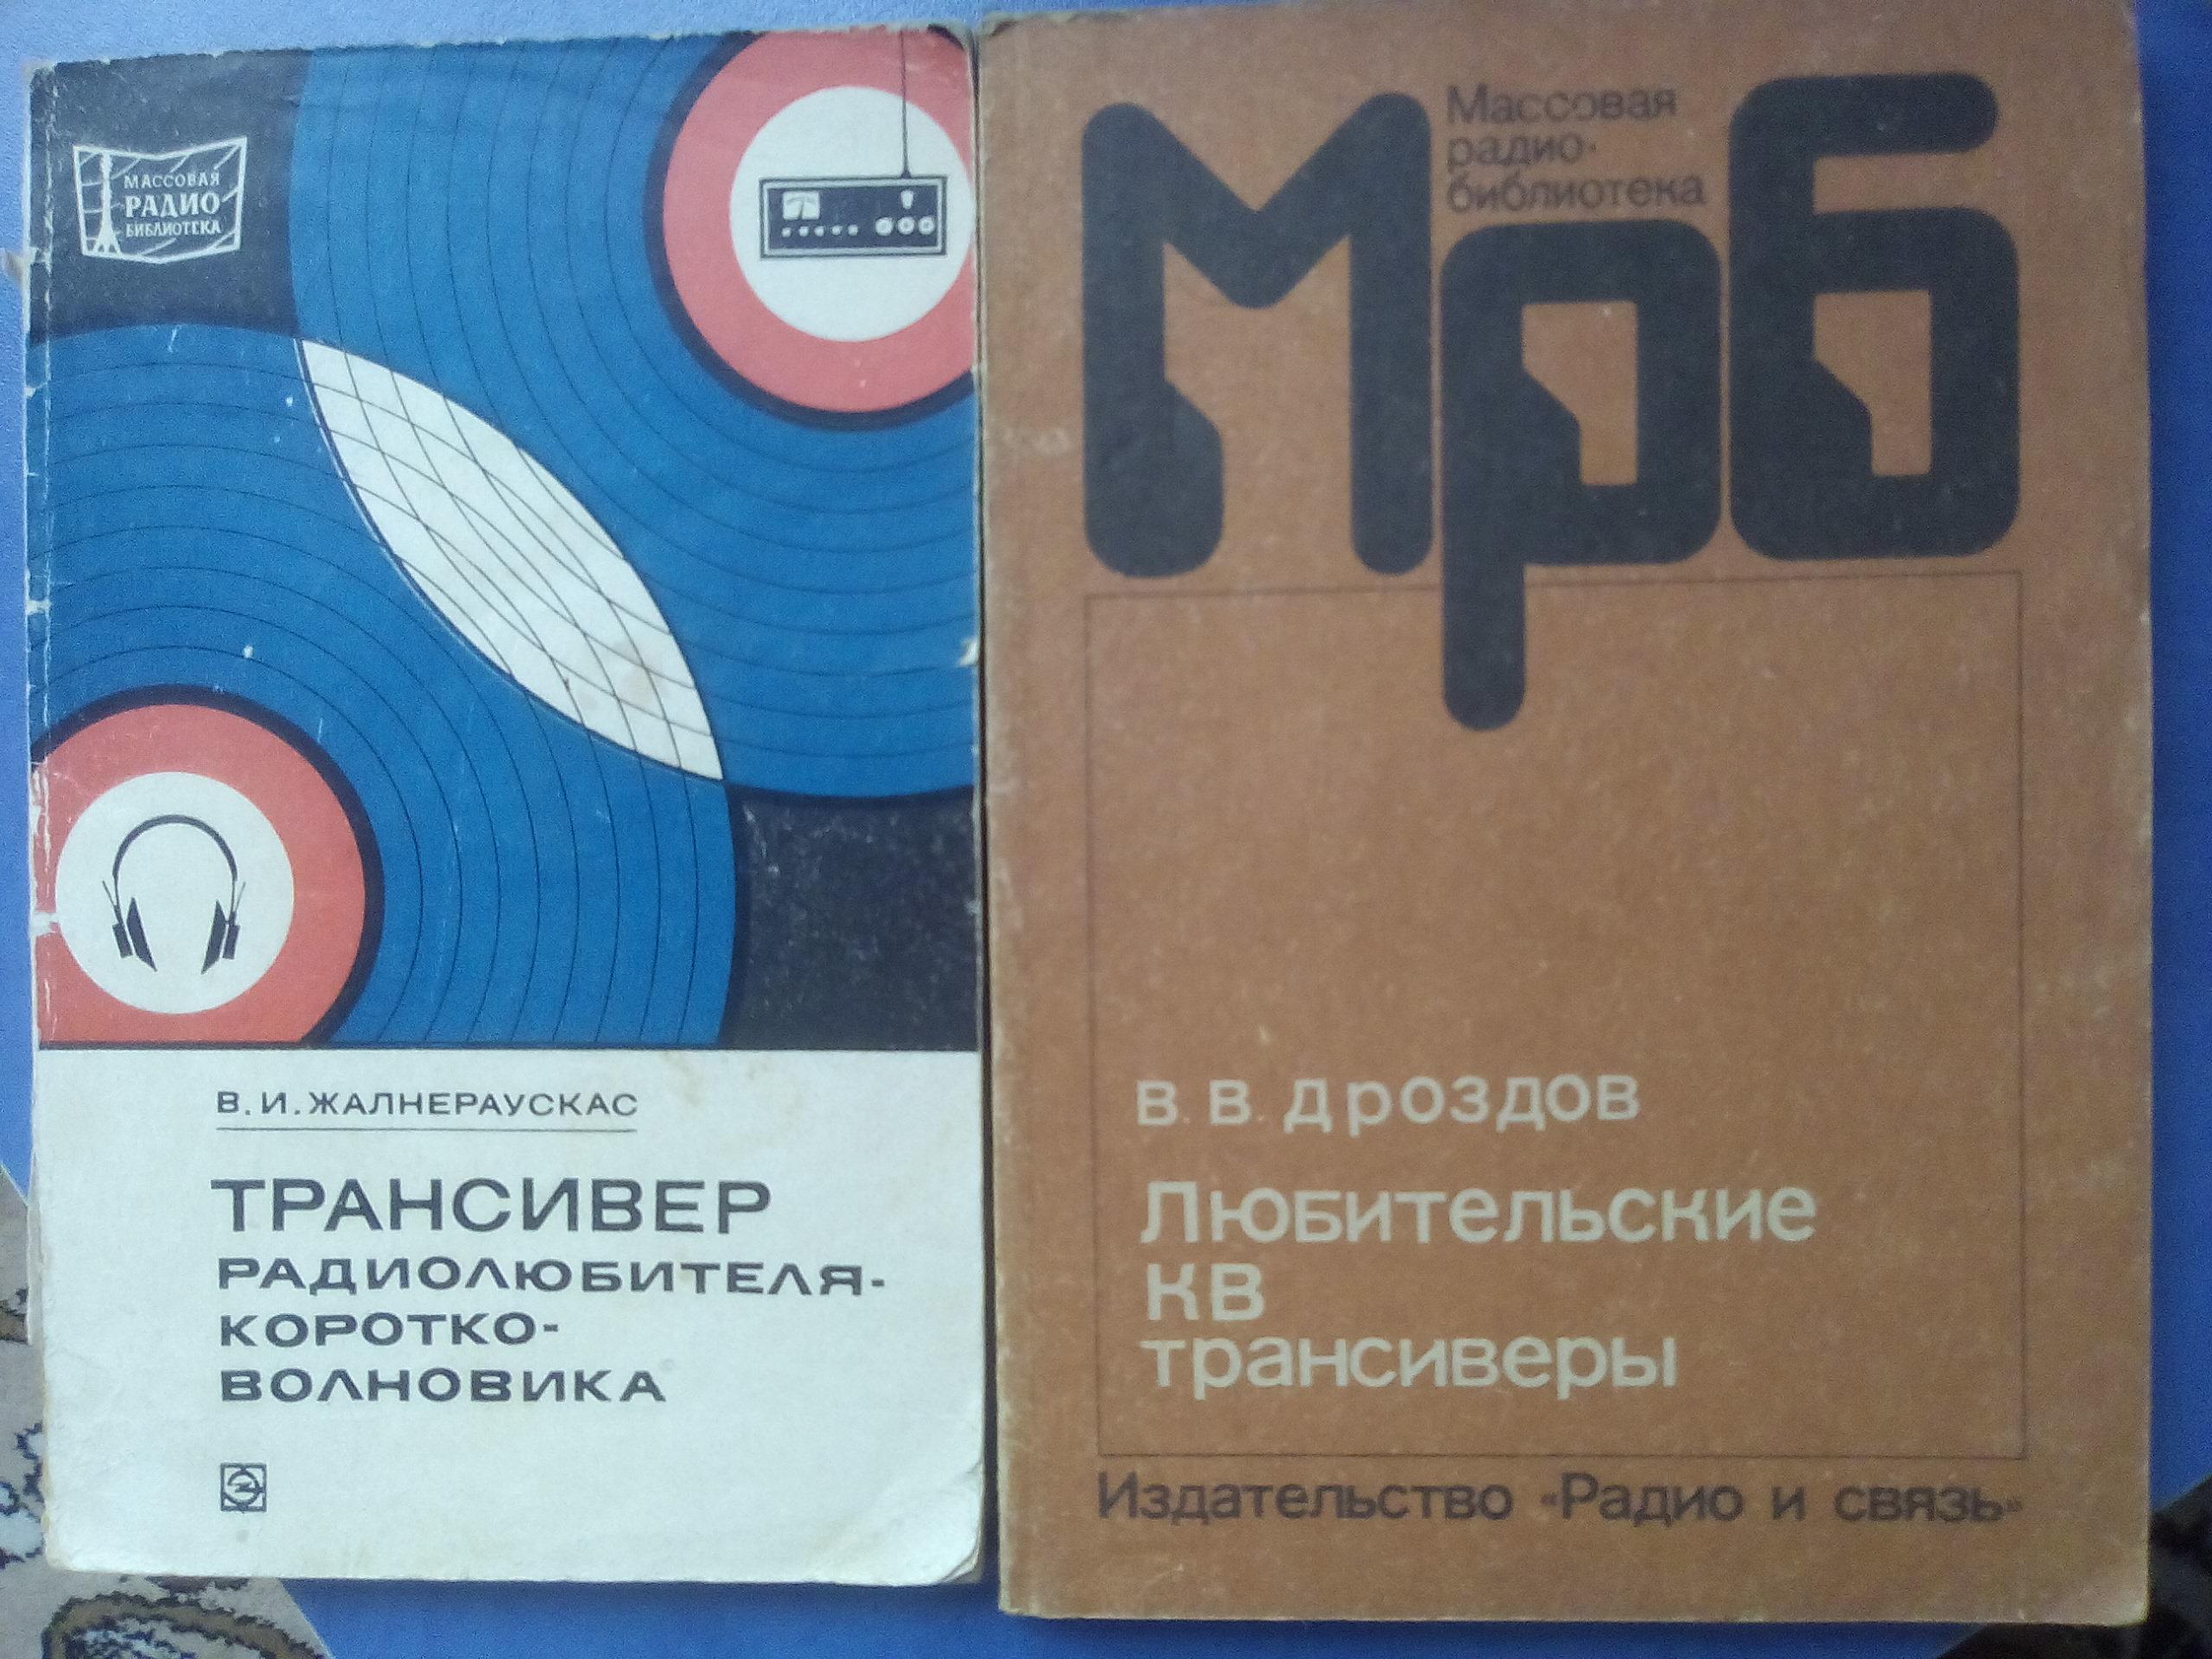 МАССОВАЯ
РАДИО
БИБЛИОТЕКА
В. И. ЖАЛНЕРАУСКАС
ТРАНСИВЕР
РАДИОЛЮБИТЕЛЯ-
КОРОТКО-
ВОЛНОВИКА
Массовая
радио-
библиотека
Мрб
В. В. Дроздов
Любительские
КВ
трансиверы
Издательство «Радио и связь»